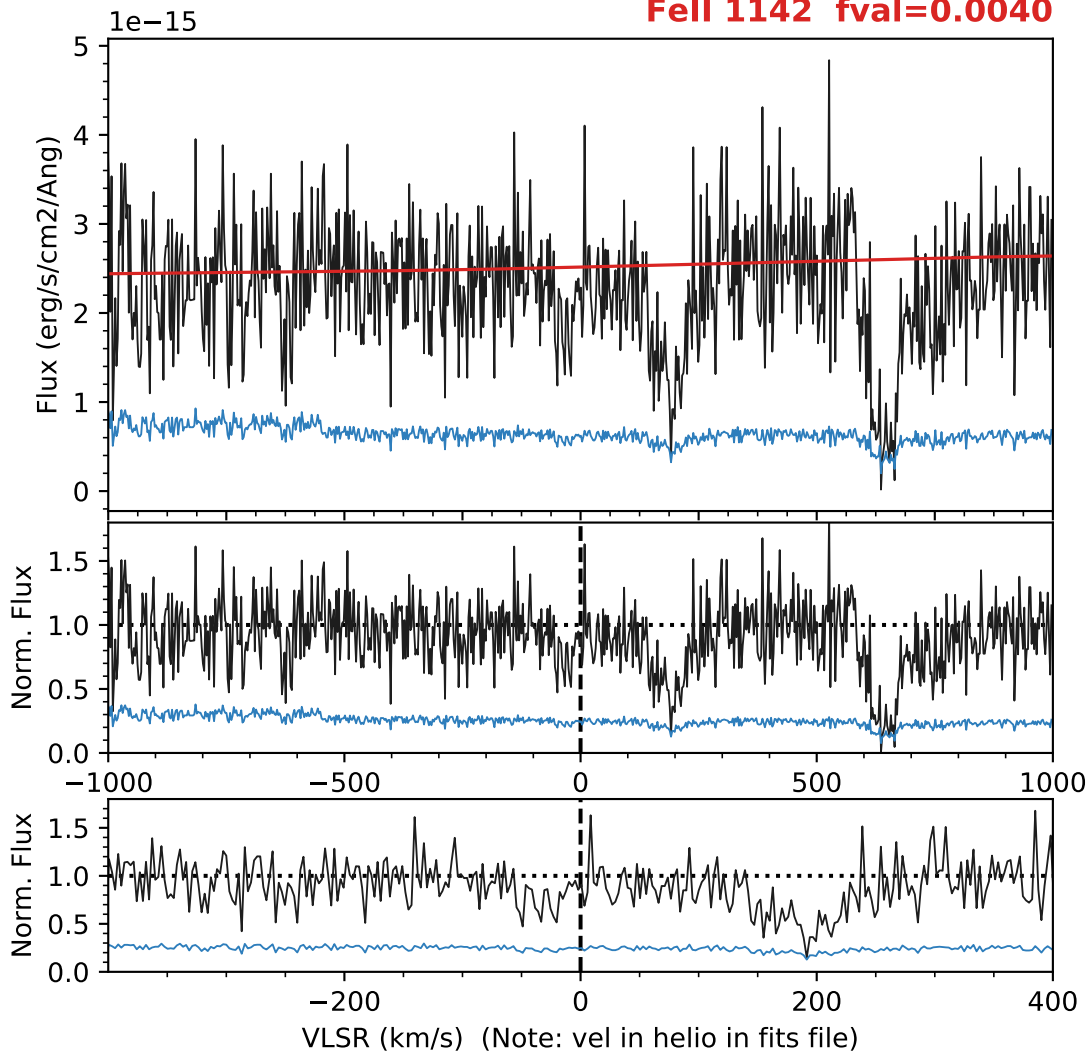 1e−15
FeII 1142 fval=0.0040
Flux (erg/s/cm2/Ang)
5
4
3
2
1
0
Norm. Flux
1.5
1.0
0.5
0.0
−1000 −500 0 500 1000
Norm. Flux
1.5
1.0
0.5
0.0
−200 0 200 400
VLSR (km/s) (Note: vel in helio in fits file)